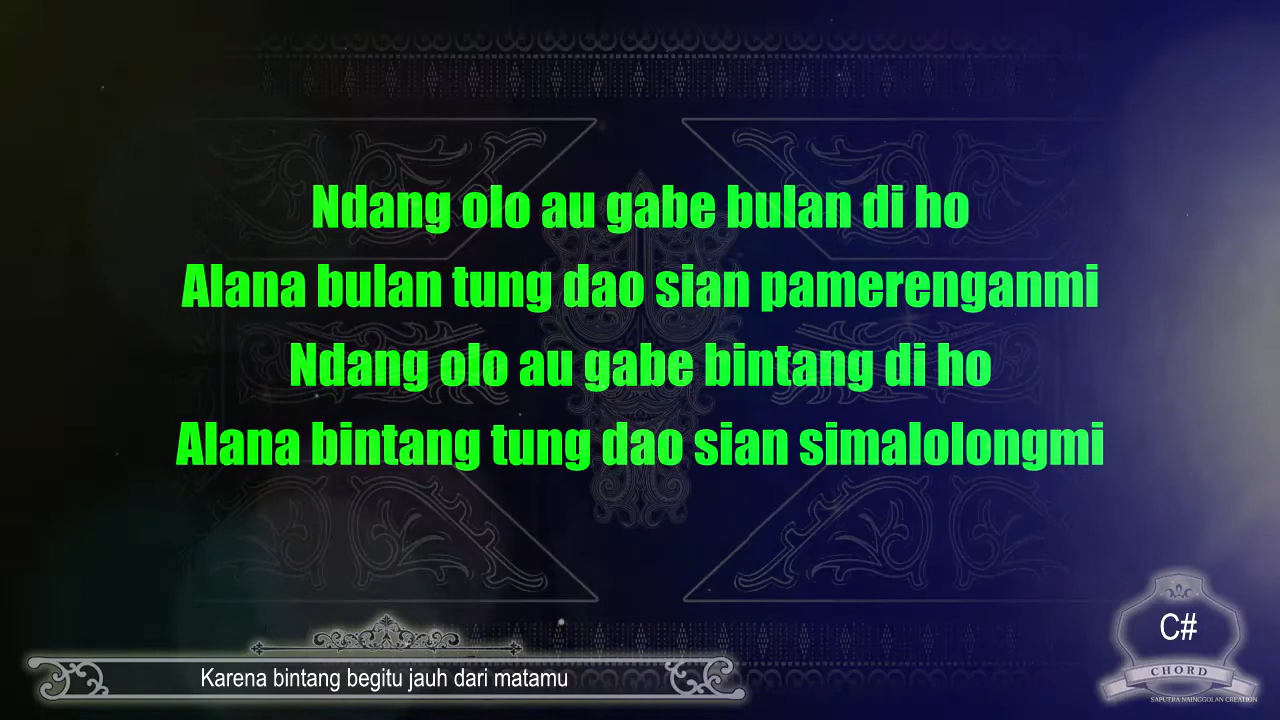 Ndang olo au gabe bulan di ho
Alana bulan tung dao sian pamerenganmi
Ndang olo au gabe bintang di ho
Alana bintang tung dao sian simalolongmi
Karena bintang begitu jauh dari matamu
C#
CHORD
SAPUTRA NAINGGOLAN CREATION